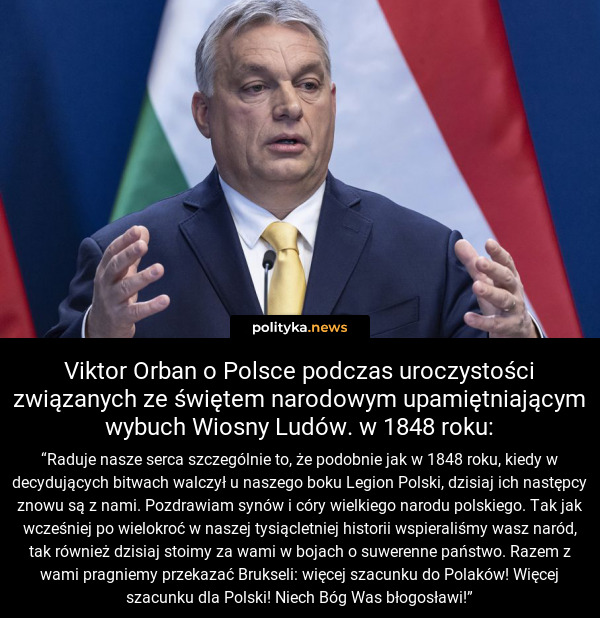 polityka.news
Viktor Orban o Polsce podczas uroczystości
związanych ze świętem narodowym upamiętniającym
wybuch Wiosny Ludów. w 1848 roku:
“Raduje nasze serca szczególnie to, że podobnie jak w 1848 roku, kiedy w
decydujących bitwach walczył u naszego boku Legion Polski, dzisiaj ich następcy
znowu są z nami. Pozdrawiam synów i córy wielkiego narodu polskiego. Tak jak
wcześniej po wielokroć w naszej tysiącletniej historii wspieraliśmy wasz naród,
tak również dzisiaj stoimy za wami w bojach o suwerenne państwo. Razem z
wami pragniemy przekazać Brukseli: więcej szacunku do Polaków! Więcej
szacunku dla Polski! Niech Bóg Was błogosławi!”